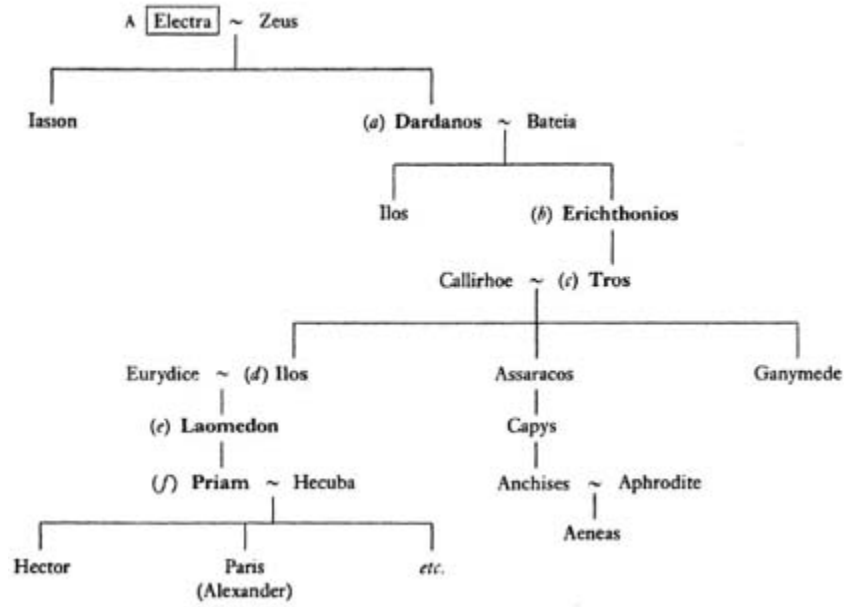 A Electra ~ Zeus
Iasion (a) Dardanos ~ Bateia
Ilos (b) Erichthonios
Callirhoe ~ (c) Tros
Eurydice ~ (d) Ilos Assaracos Ganymede
(e) Laomedon Capys
(f) Priam ~ Hecuba Anchises ~ Aphrodite
Aeneas
Hector Paris etc.
(Alexander)